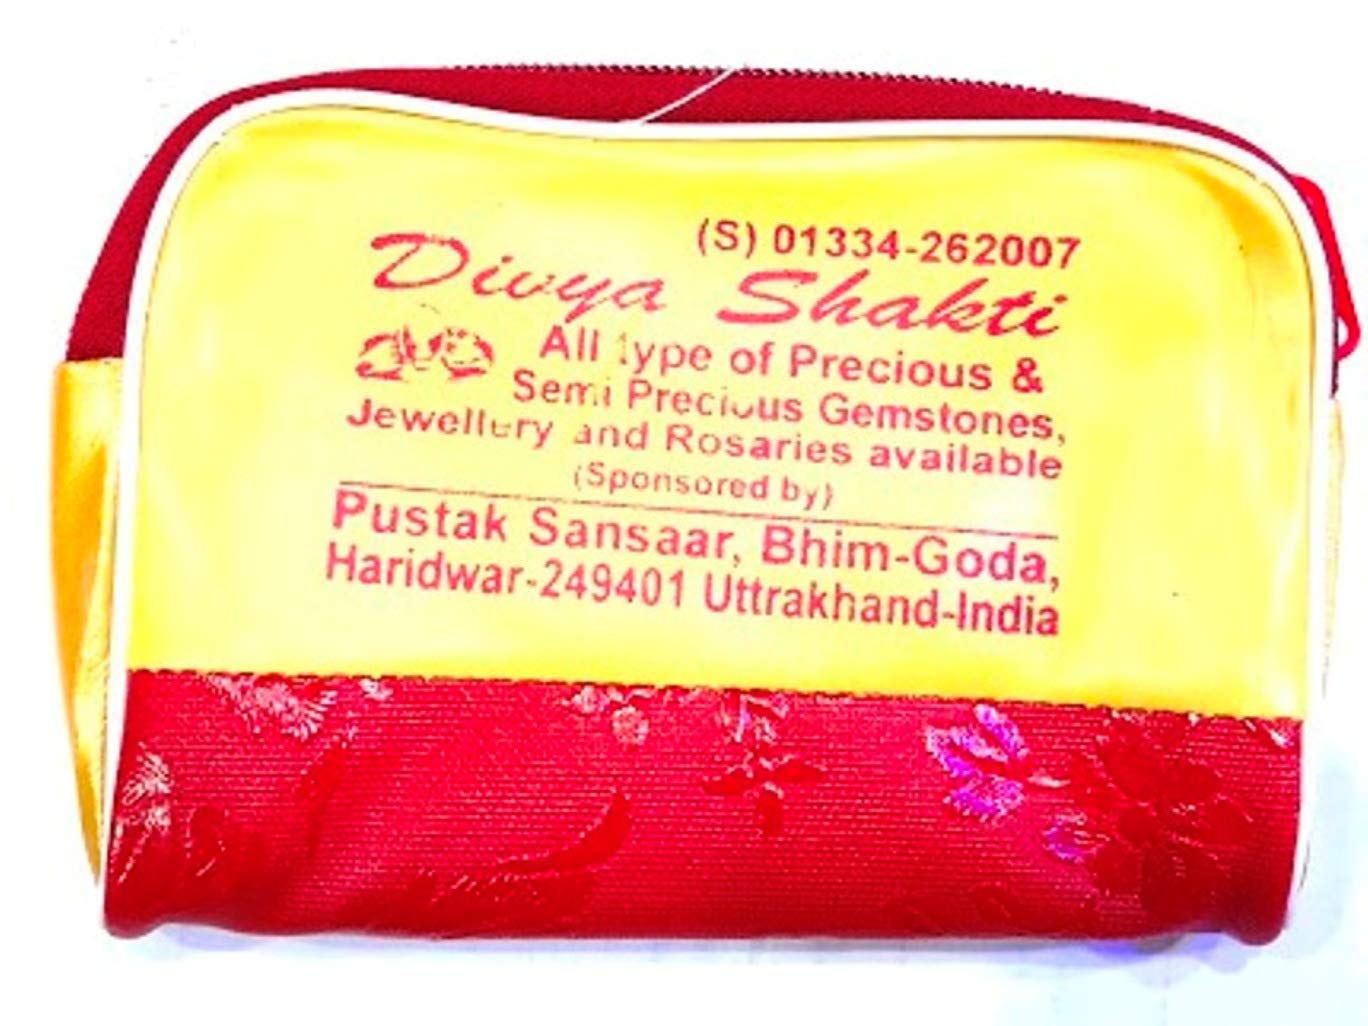 (S) 01334-262007
Divya Shakti
All type of Precious &
Semi Precious Gemstones,
Jewellery and Rosaries available
(Sponsored by)
Pustak Sansaar, Bhim-Goda,
Haridwar-249401 Uttrakhand-India